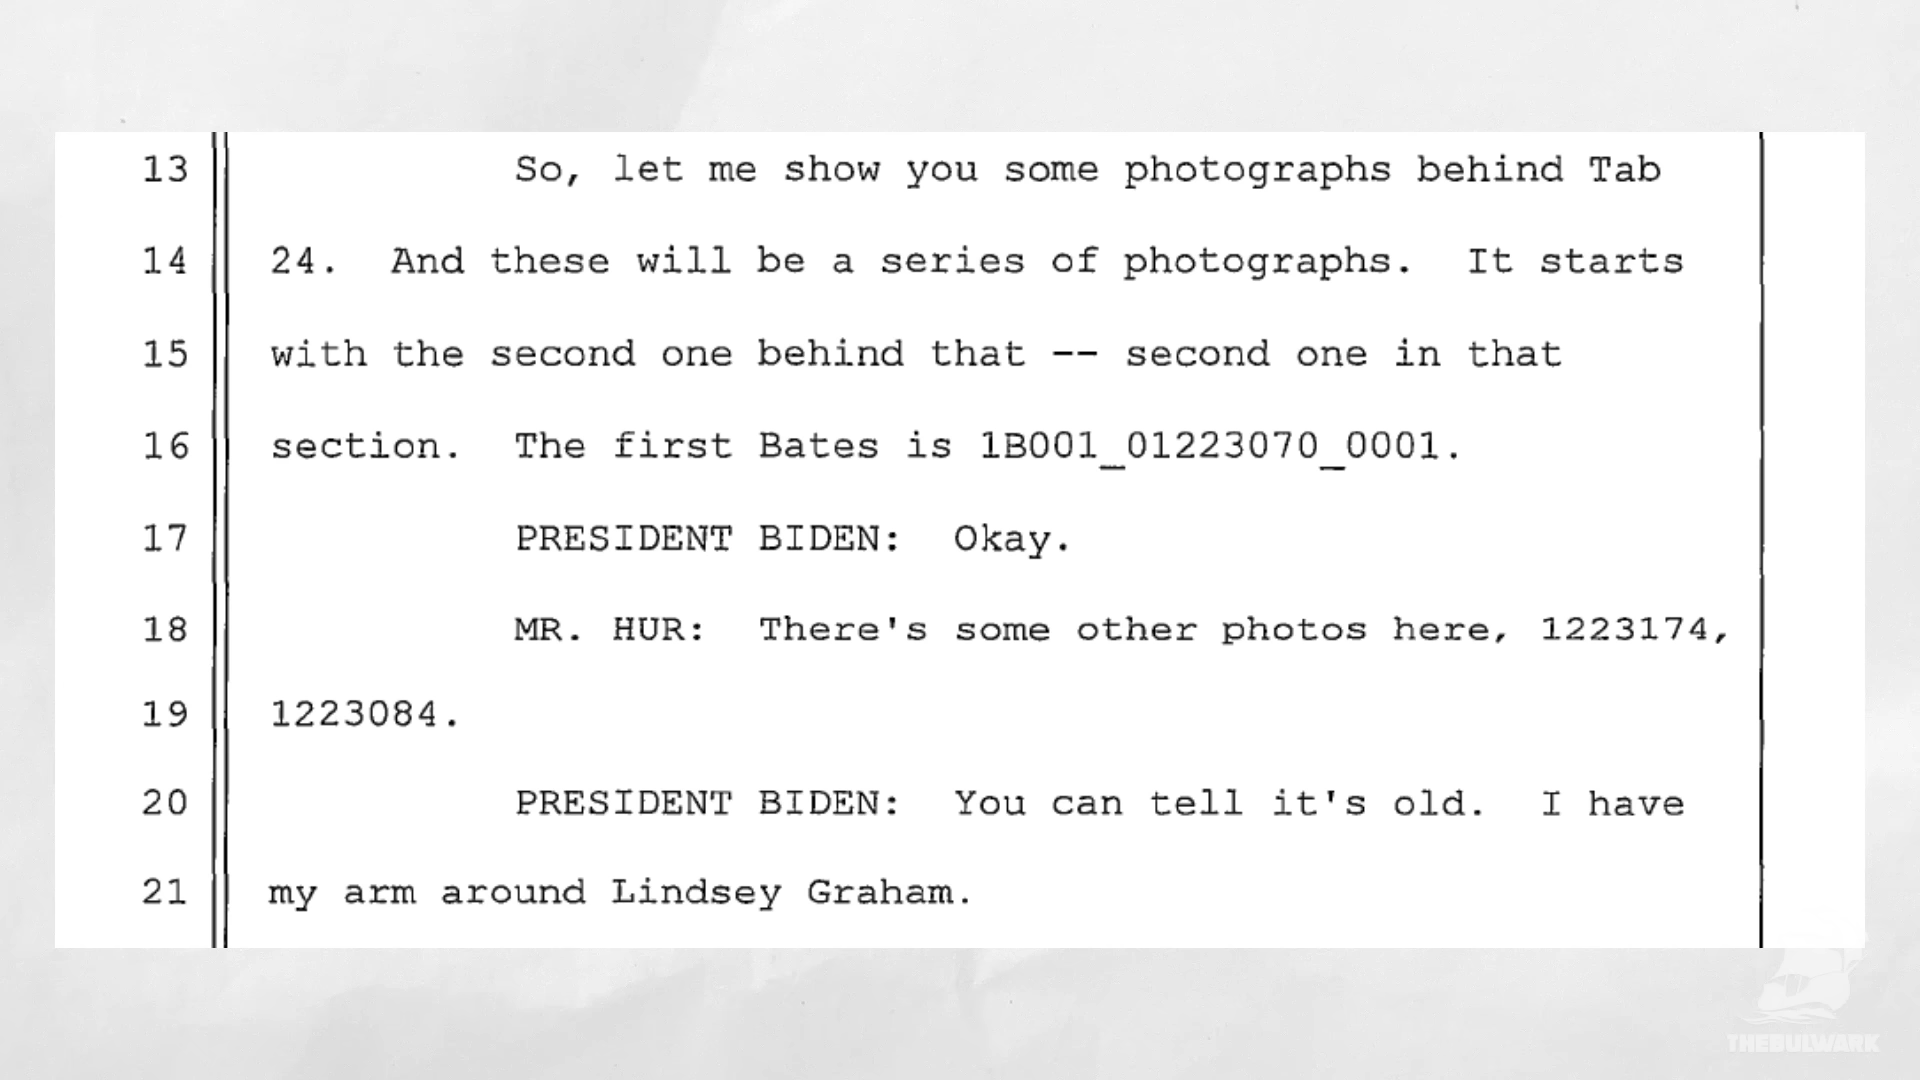 13 So, let me show you some photographs behind Tab
14 24. And these will be a series of photographs. It starts
15 with the second one behind that -- second one in that
16 section. The first Bates is 1B001_01223070_0001.
17 PRESIDENT BIDEN: Okay.
18 MR. HUR: There's some other photos here, 1223174,
19 1223084.
20 PRESIDENT BIDEN: You can tell it's old. I have
21 my arm around Lindsey Graham.
THEBULWARK